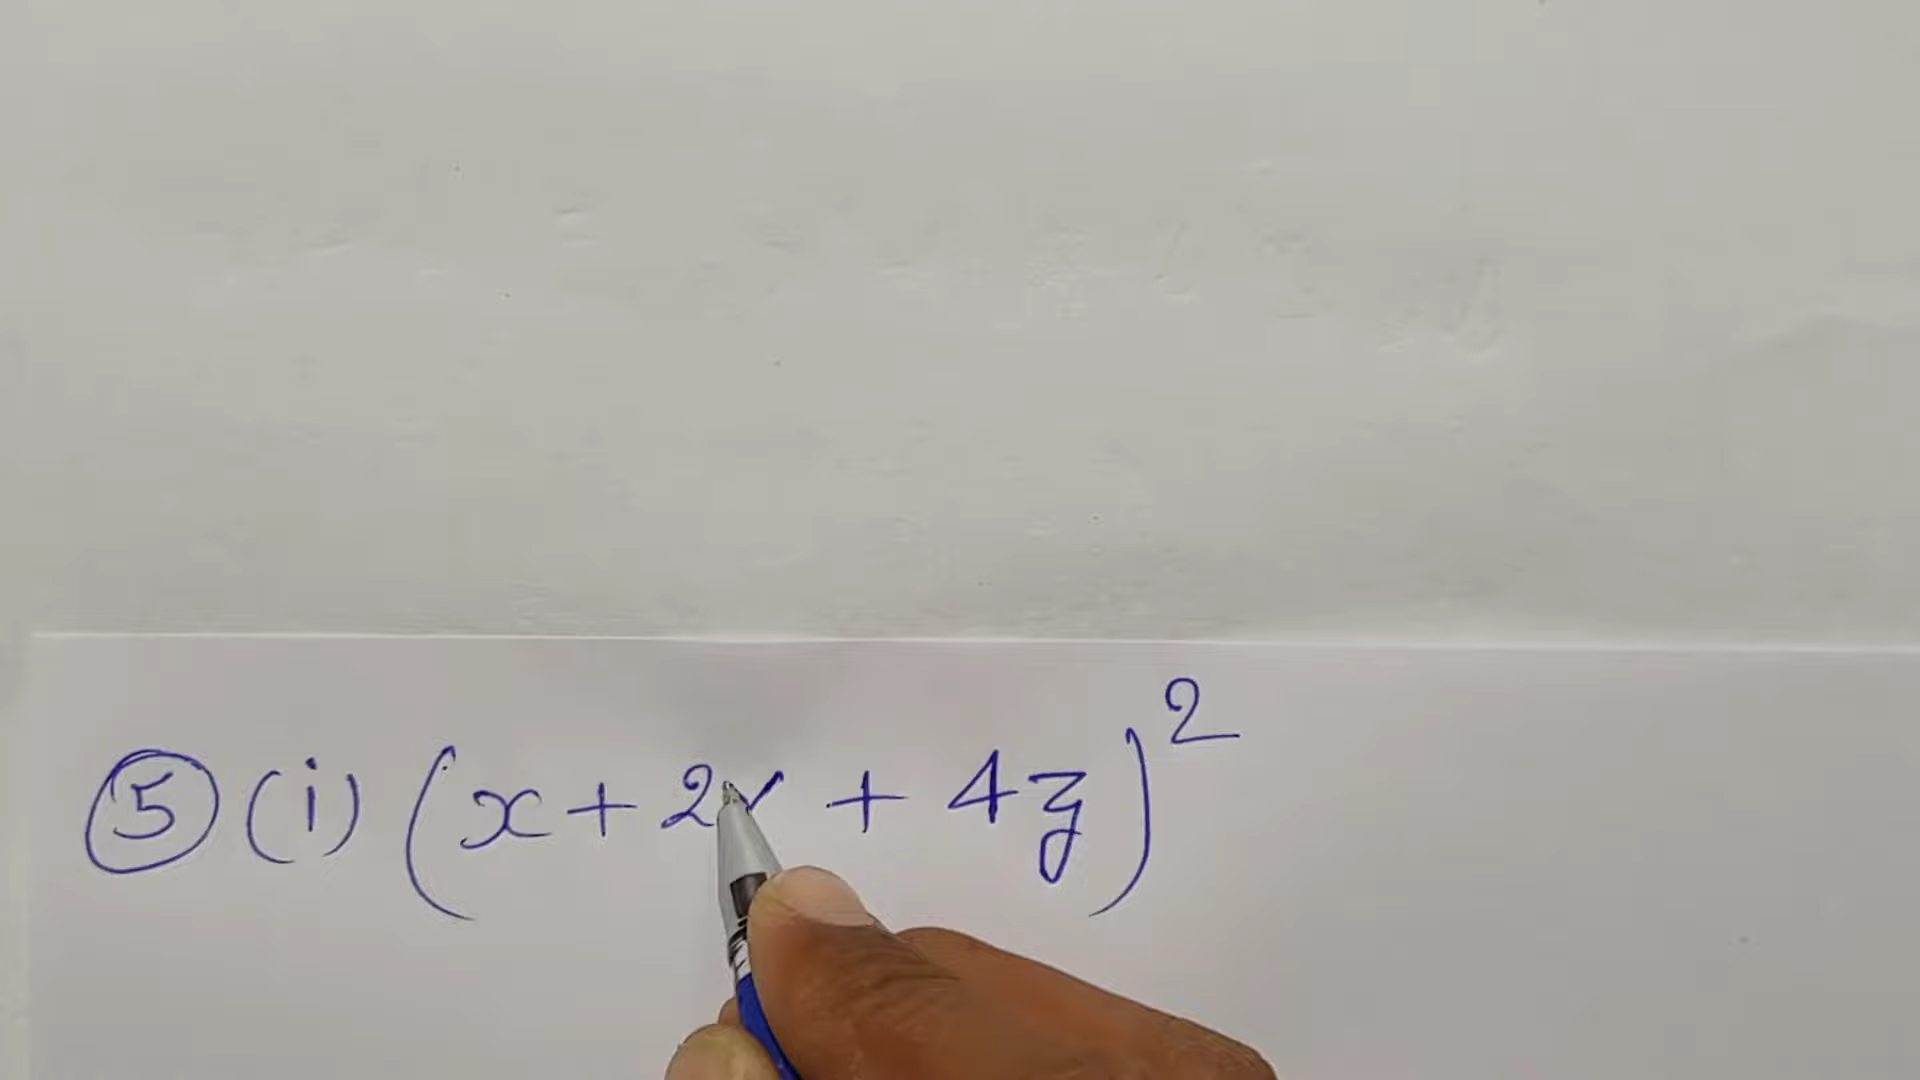 5 (i) (x + 2y + 4z)²